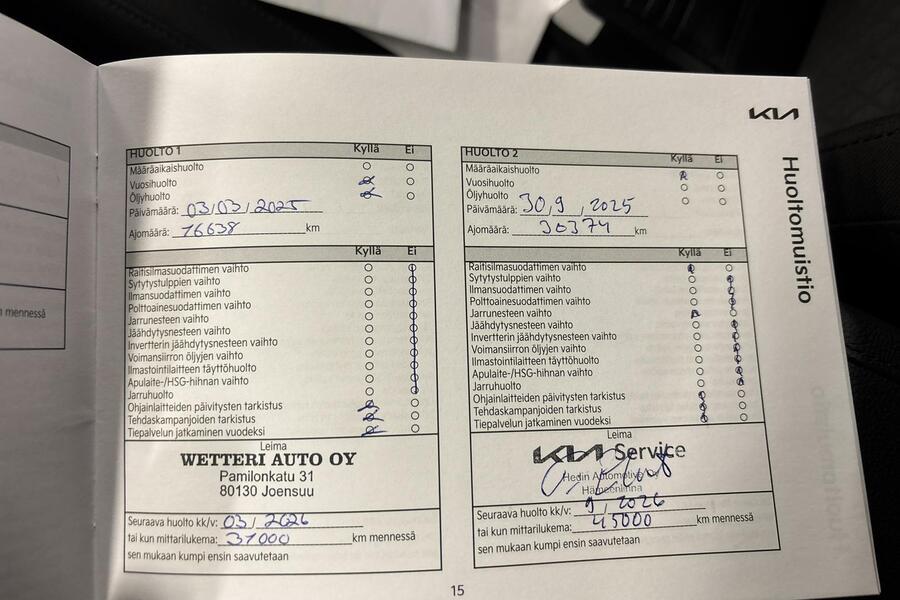 KIA
Huoltomuistio
n mennessä
HUOLTO 1 Kyllä Ei
Määräaikaishuolto
Vuosihuolto
Öljyhuolto
Päivämäärä: 03/03/2025
Ajomäärä: 16638 km
Kyllä Ei
Raitisilmasuodattimen vaihto
Sytytystulppien vaihto
Ilmansuodattimen vaihto
Polttoainesuodattimen vaihto
Jarrunesteen vaihto
Jäähdytysnesteen vaihto
Invertterin jäähdytysnesteen vaihto
Voimansiirron öljyjen vaihto
Ilmastointilaitteen täyttöhuolto
Apulaite-/HSG-hihnan vaihto
Jarruhuolto
Ohjainlaitteiden päivitysten tarkistus
Tehdaskampanjoiden tarkistus
Tiepalvelun jatkaminen vuodeksi
Leima
WETTERI AUTO OY
Pamilonkatu 31
80130 Joensuu
Seuraava huolto kk/v: 03/2026
tai kun mittarilukema: 31000 km mennessä
sen mukaan kumpi ensin saavutetaan
HUOLTO 2 Kyllä Ei
Määräaikaishuolto
Vuosihuolto
Öljyhuolto
Päivämäärä: 30,9,2025
Ajomäärä: 30374 km
Kyllä Ei
Raitisilmasuodattimen vaihto
Sytytystulppien vaihto
Ilmansuodattimen vaihto
Polttoainesuodattimen vaihto
Jarrunesteen vaihto
Jäähdytysnesteen vaihto
Invertterin jäähdytysnesteen vaihto
Voimansiirron öljyjen vaihto
Ilmastointilaitteen täyttöhuolto
Apulaite-/HSG-hihnan vaihto
Jarruhuolto
Ohjainlaitteiden päivitysten tarkistus
Tehdaskampanjoiden tarkistus
Tiepalvelun jatkaminen vuodeksi
Leima
KIA Service
Hedin Automotive Oy
Hämeenlinna
Seuraava huolto kk/v: 9/2026
tai kun mittarilukema: 45000 km mennessä
sen mukaan kumpi ensin saavutetaan
15